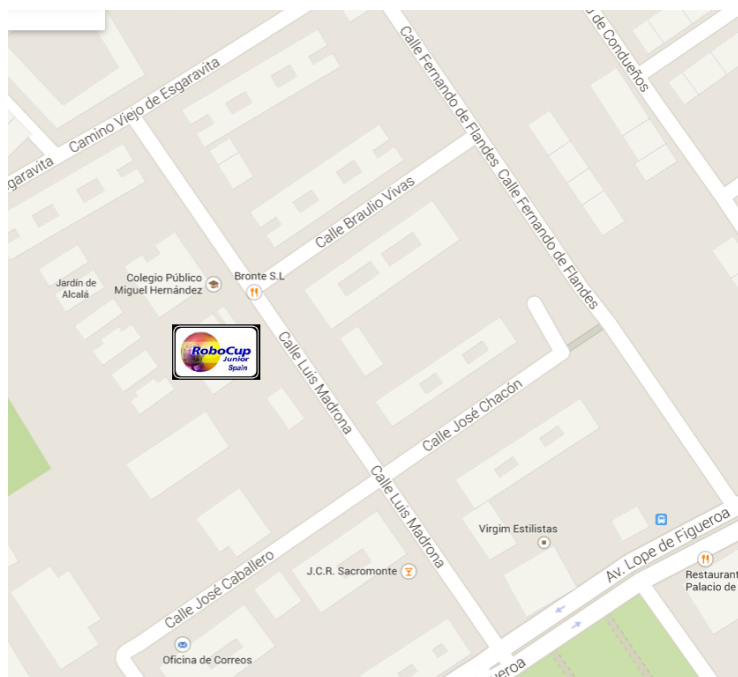 de Condueños
Calle Fernando de Flandes
Camino Viejo de Esgaravita
Esgaravita
Calle Fernando de Flandes
Calle Braulio Vivas
Colegio Público
Miguel Hernández
Bronte S.L
Jardín de
Alcalá
RoboCup
Junior
Spain
Calle Luis Madrona
Calle José Chacón
Calle Luis Madrona
Virgim Estilistas
Av. Lope de Figueroa
J.C.R. Sacromonte
Restaurant
Palacio de
Calle José Caballero
Oficina de Correos
gueroa